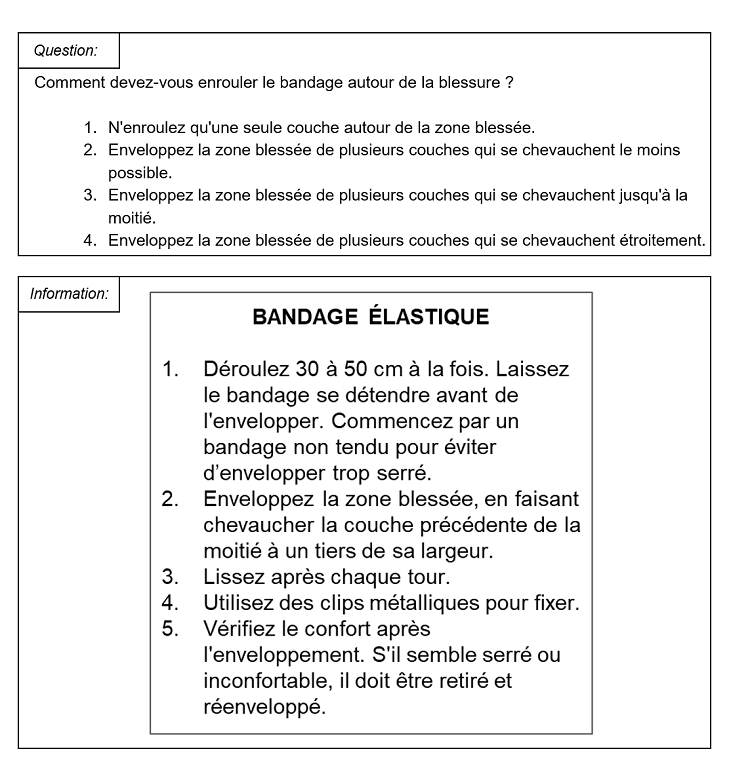 Question:
Comment devez-vous enrouler le bandage autour de la blessure ?
1. N'enroulez qu'une seule couche autour de la zone blessée.
2. Enveloppez la zone blessée de plusieurs couches qui se chevauchent le moins
possible.
3. Enveloppez la zone blessée de plusieurs couches qui se chevauchent jusqu'à la
moitié.
4. Enveloppez la zone blessée de plusieurs couches qui se chevauchent étroitement.
Information:
BANDAGE ÉLASTIQUE
1. Déroulez 30 à 50 cm à la fois. Laissez
le bandage se détendre avant de
l'envelopper. Commencez par un
bandage non tendu pour éviter
d’envelopper trop serré.
2. Enveloppez la zone blessée, en faisant
chevaucher la couche précédente de la
moitié à un tiers de sa largeur.
3. Lissez après chaque tour.
4. Utilisez des clips métalliques pour fixer.
5. Vérifiez le confort après
l'enveloppement. S'il semble serré ou
inconfortable, il doit être retiré et
réenveloppé.